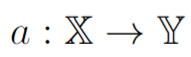 a : 𝕏 → 𝕐